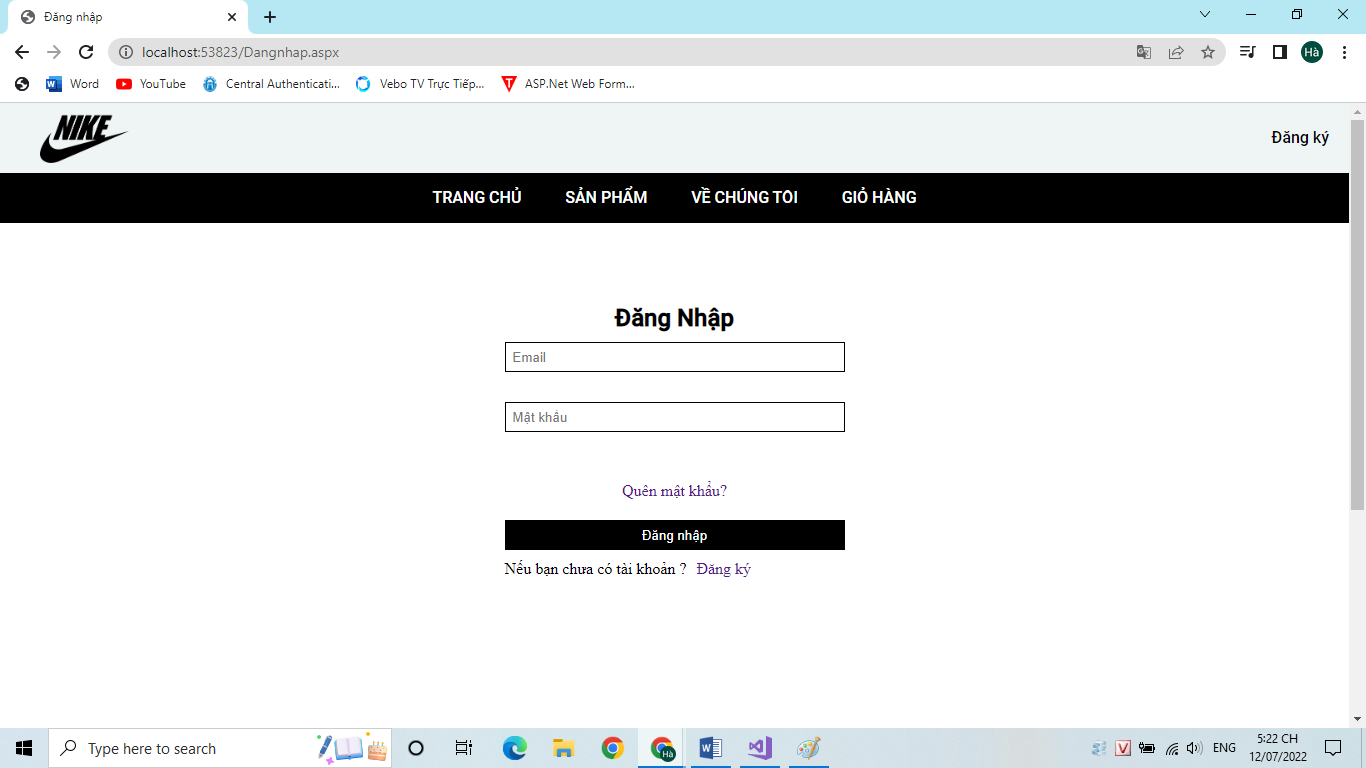 Đăng nhập
localhost:53823/Dangnhap.aspx
Hà
Word YouTube Central Authenticati... Vebo TV Trực Tiếp... ASP.Net Web Form...
NIKE
Đăng ký
TRANG CHỦ SẢN PHẨM VỀ CHÚNG TÔI GIỎ HÀNG
Đăng Nhập
Email
Mật khẩu
Quên mật khẩu?
Đăng nhập
Nếu bạn chưa có tài khoản ? Đăng ký
Type here to search
Hà
ENG
5:22 CH
12/07/2022